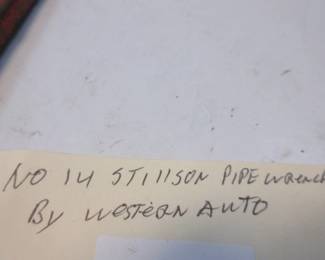 NO 14 STILLSON PIPE wrench
By WESTERN AUTO